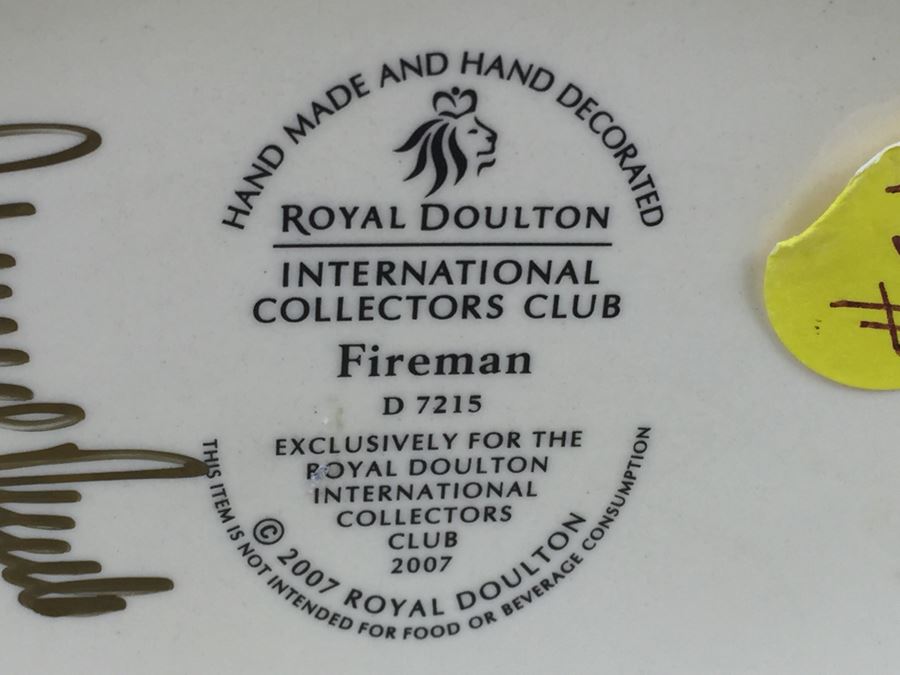 HAND MADE AND HAND DECORATED
ROYAL DOULTON
INTERNATIONAL
COLLECTORS CLUB
Fireman
D 7215
EXCLUSIVELY FOR THE
ROYAL DOULTON
INTERNATIONAL
COLLECTORS
CLUB
2007
© 2007 ROYAL DOULTON
THIS ITEM IS NOT INTENDED FOR FOOD OR BEVERAGE CONSUMPTION
#